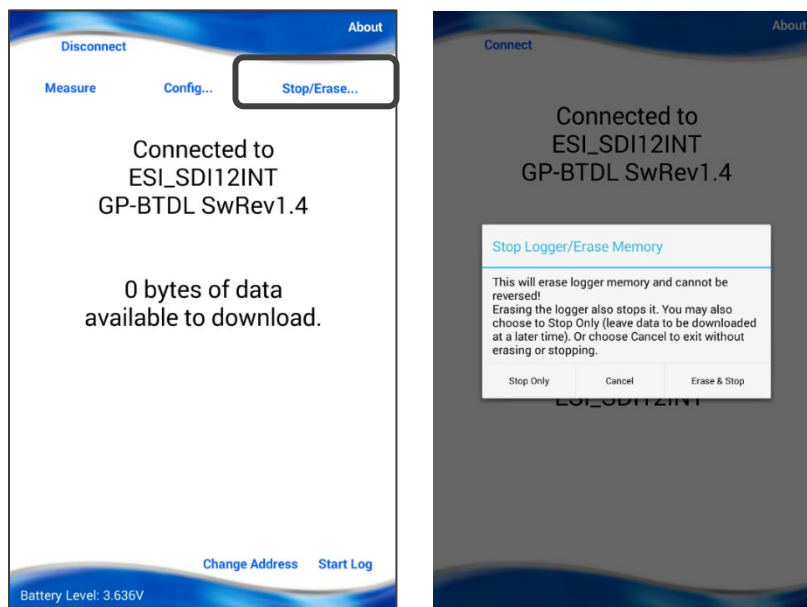 About
Disconnect
Measure Config... Stop/Erase...
Connected to
ESI_SDI12INT
GP-BTDL SwRev1.4
0 bytes of data
available to download.
Change Address Start Log
Battery Level: 3.636V
About
Connect
Connected to
ESI_SDI12INT
GP-BTDL SwRev1.4
Stop Logger/Erase Memory
This will erase logger memory and cannot be
reversed!
Erasing the logger also stops it. You may also
choose to Stop Only (leave data to be downloaded
at a later time). Or choose Cancel to exit without
erasing or stopping.
Stop Only Cancel Erase & Stop
ESI_SDI12INT